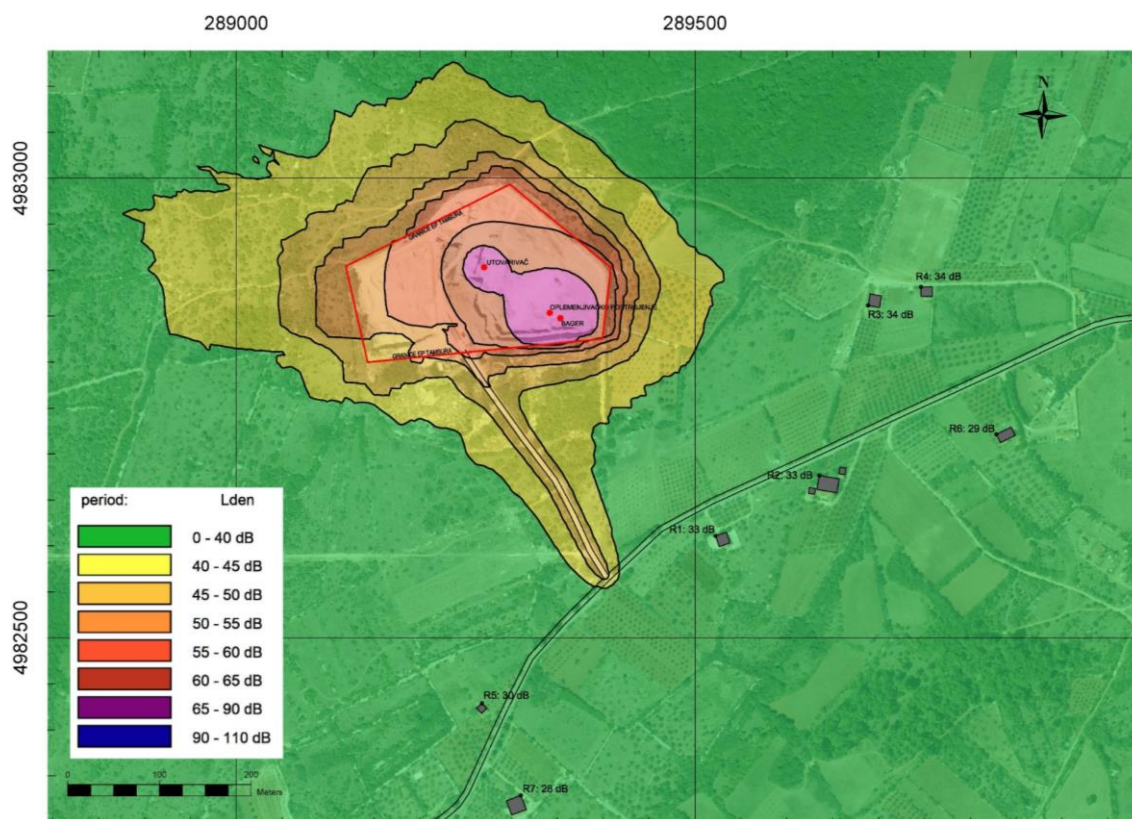 289000 289500
4983000
4982500
N
GRANICE EP TAMBURA
UTOVARIVAČ
OPLEMENJIVAČKO POSTROJENJE
BAGER
GRANICE EP TAMBURA
R4: 34 dB
R3: 34 dB
R6: 29 dB
R2: 33 dB
R1: 33 dB
R5: 30 dB
R7: 28 dB
period: Lden
0 - 40 dB
40 - 45 dB
45 - 50 dB
50 - 55 dB
55 - 60 dB
60 - 65 dB
65 - 90 dB
90 - 110 dB
0 100 200
Meters